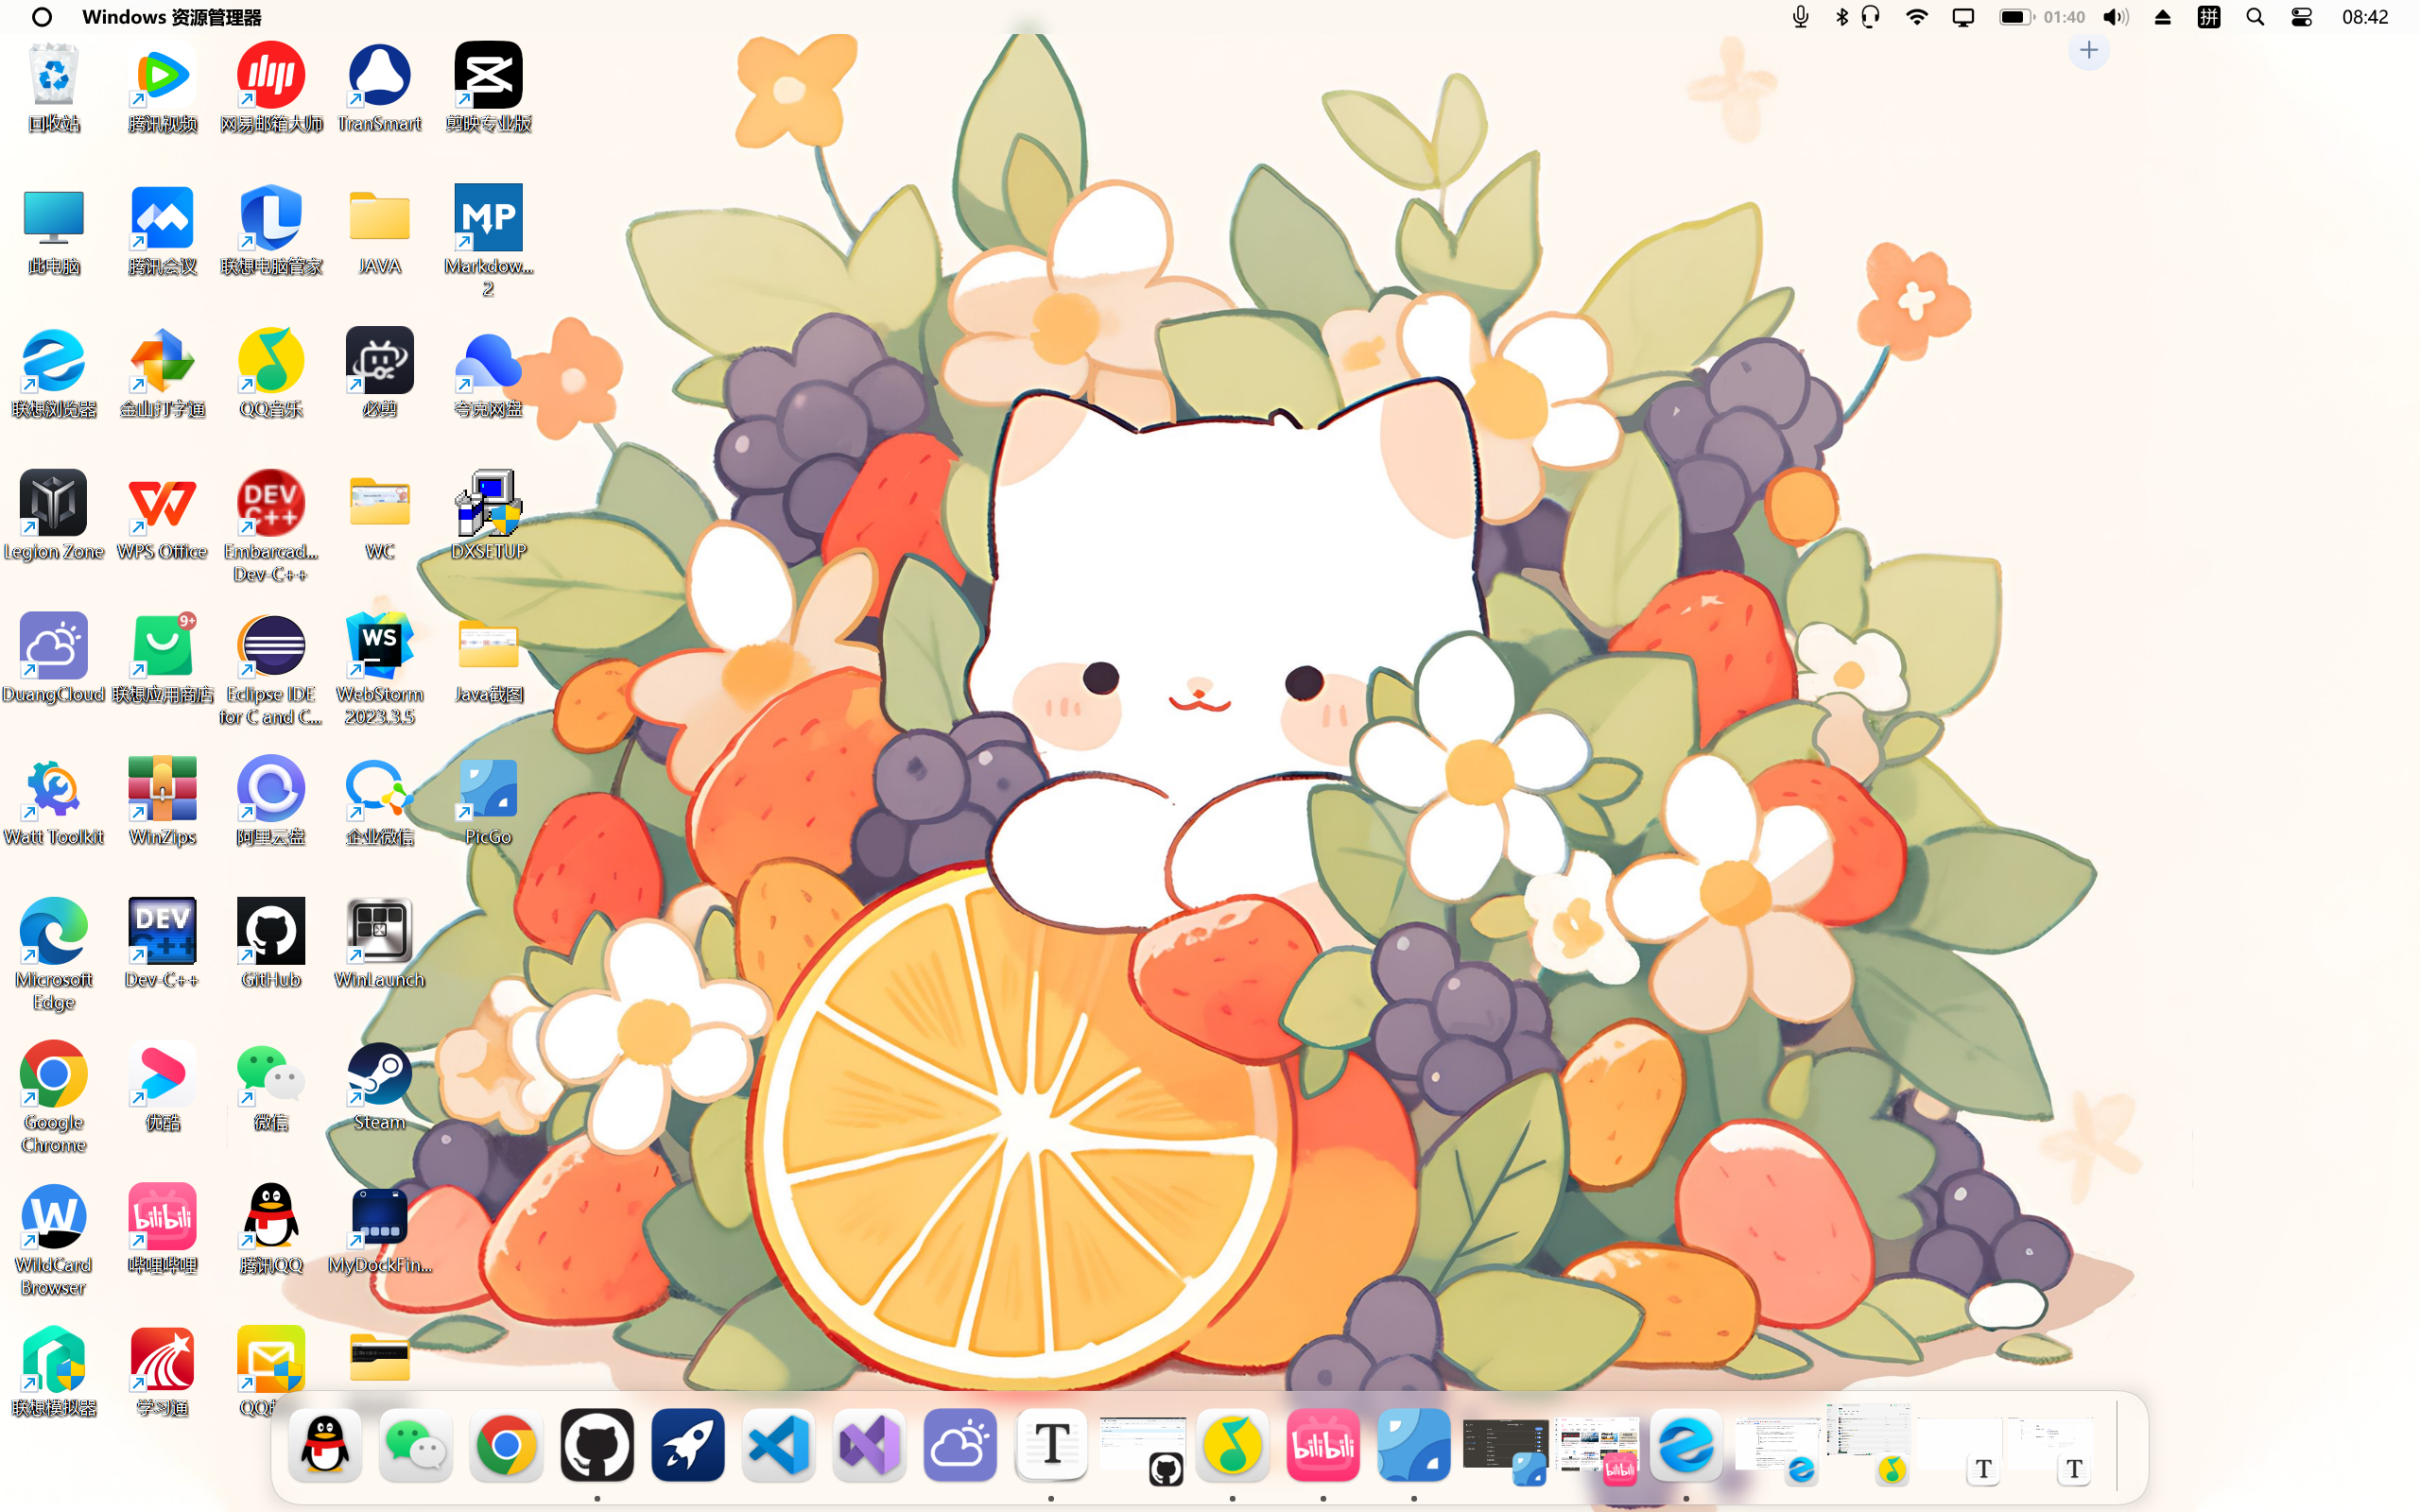 Windows 资源管理器
01:40
拼
08:42
回收站
腾讯视频
网易邮箱大师
TranSmart
剪映专业版
此电脑
腾讯会议
联想电脑管家
JAVA
MP
Markdow...
2
联想浏览器
金山打字通
QQ音乐
必剪
夸克网盘
Legion Zone
WPS Office
DEV
C++
Embarcad...
Dev-C++
WC
DXSETUP
DuangCloud
9+
联想应用商店
Eclipse IDE
for C and C...
WS
WebStorm
2023.3.5
Java截图
Watt Toolkit
WinZips
阿里云盘
企业微信
PicGo
Microsoft
Edge
DEV
C++
Dev-C++
GitHub
WinLaunch
Google
Chrome
优酷
微信
Steam
W
WildCard
Browser
bilibili
哔哩哔哩
腾讯QQ
MyDockFin...
联想模拟器
学习通
T
bilibili
bilibili
T
T